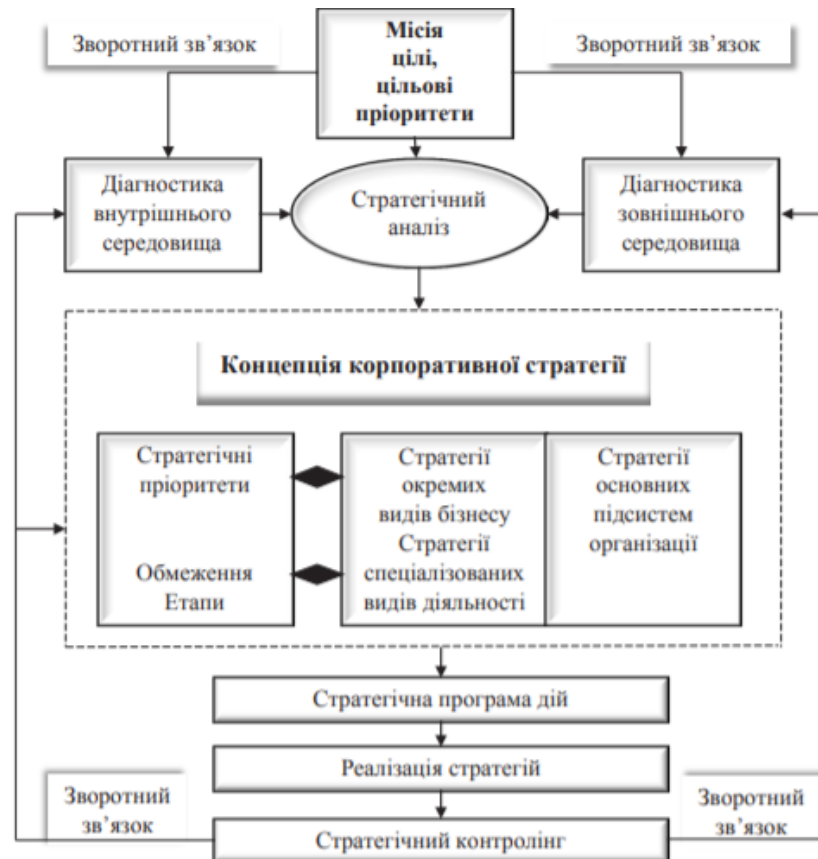 Зворотний зв’язок
Місія
цілі,
цільові
пріоритети
Зворотний зв’язок
Діагностика
внутрішнього
середовища
Стратегічний
аналіз
Діагностика
зовнішнього
середовища
Концепція корпоративної стратегії
Стратегічні
пріоритети
Обмеження
Етапи
Стратегії
окремих
видів бізнесу
Стратегії
спеціалізованих
видів діяльності
Стратегії
основних
підсистем
організації
Стратегічна програма дій
Реалізація стратегій
Зворотний
зв’язок
Стратегічний контролінг
Зворотний
зв’язок